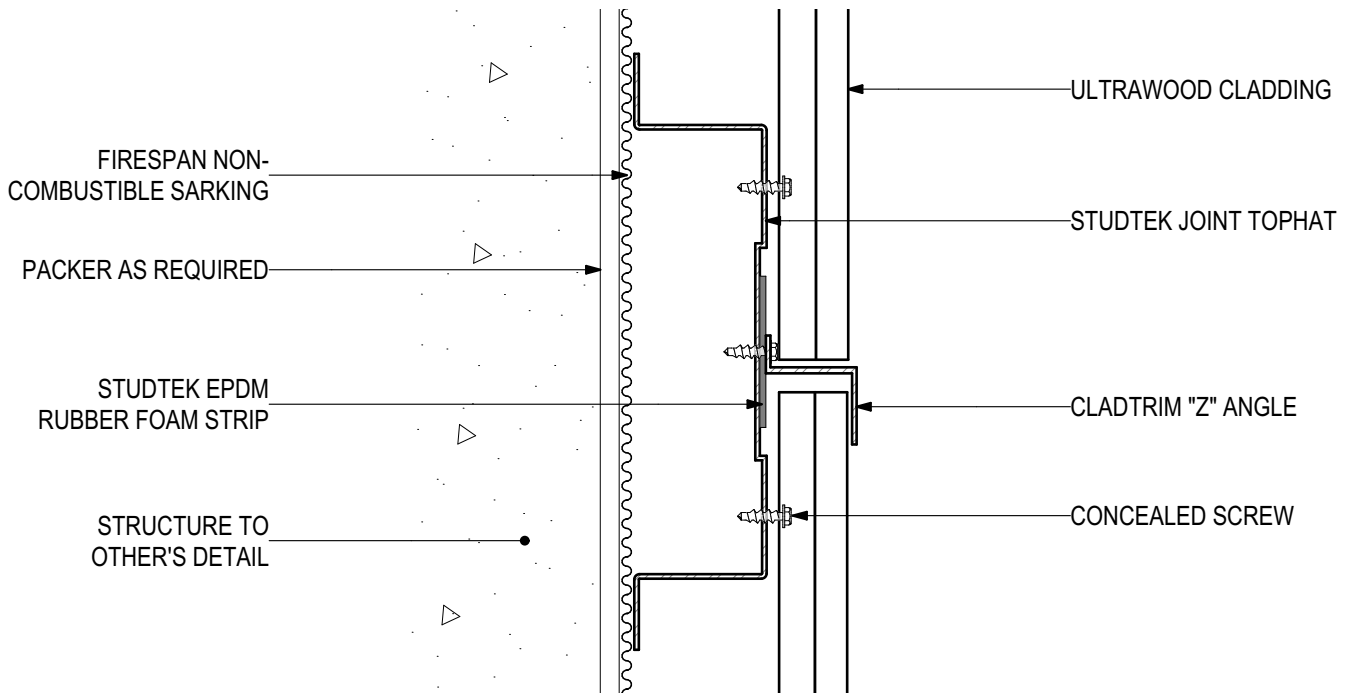 FIRESPAN NON-
COMBUSTIBLE SARKING
PACKER AS REQUIRED
STUDTEK EPDM
RUBBER FOAM STRIP
STRUCTURE TO
OTHER'S DETAIL
ULTRAWOOD CLADDING
STUDTEK JOINT TOPHAT
CLADTRIM "Z" ANGLE
CONCEALED SCREW